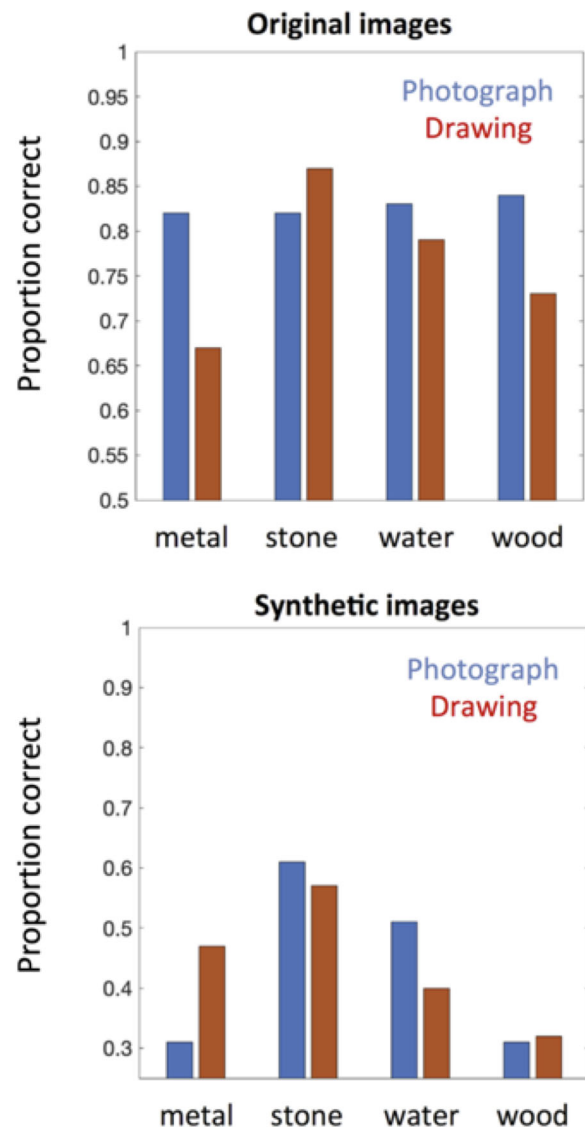 Original images
Proportion correct
1
0.95
0.9
0.85
0.8
0.75
0.7
0.65
0.6
0.55
0.5
Photograph
Drawing
metal stone water wood
Synthetic images
Proportion correct
1
0.9
0.8
0.7
0.6
0.5
0.4
0.3
Photograph
Drawing
metal stone water wood